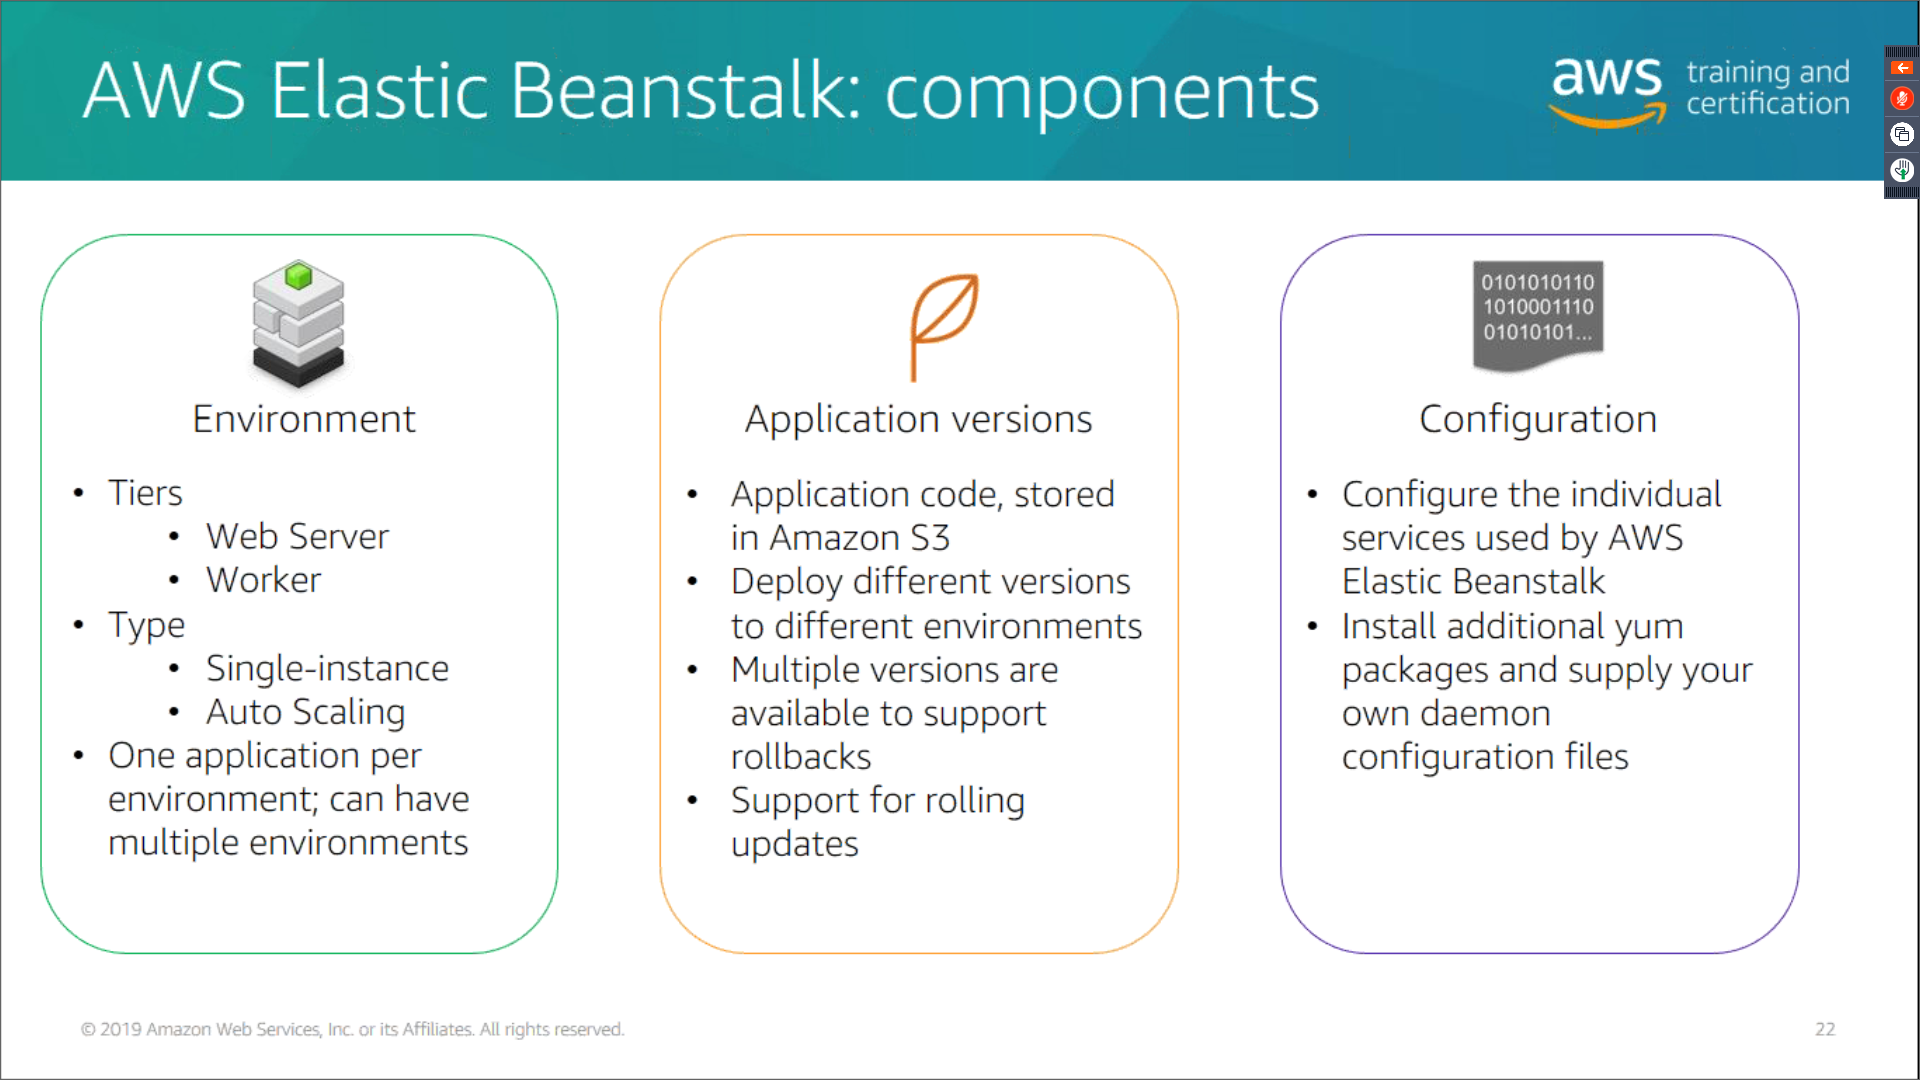 AWS Elastic Beanstalk: components
aws training and
certification
0101010110
1010001110
01010101...
Environment
• Tiers
• Web Server
• Worker
• Type
• Single-instance
• Auto Scaling
• One application per
environment; can have
multiple environments
Application versions
• Application code, stored
in Amazon S3
• Deploy different versions
to different environments
• Multiple versions are
available to support
rollbacks
• Support for rolling
updates
Configuration
• Configure the individual
services used by AWS
Elastic Beanstalk
• Install additional yum
packages and supply your
own daemon
configuration files
© 2019 Amazon Web Services, Inc. or its Affiliates. All rights reserved.
22